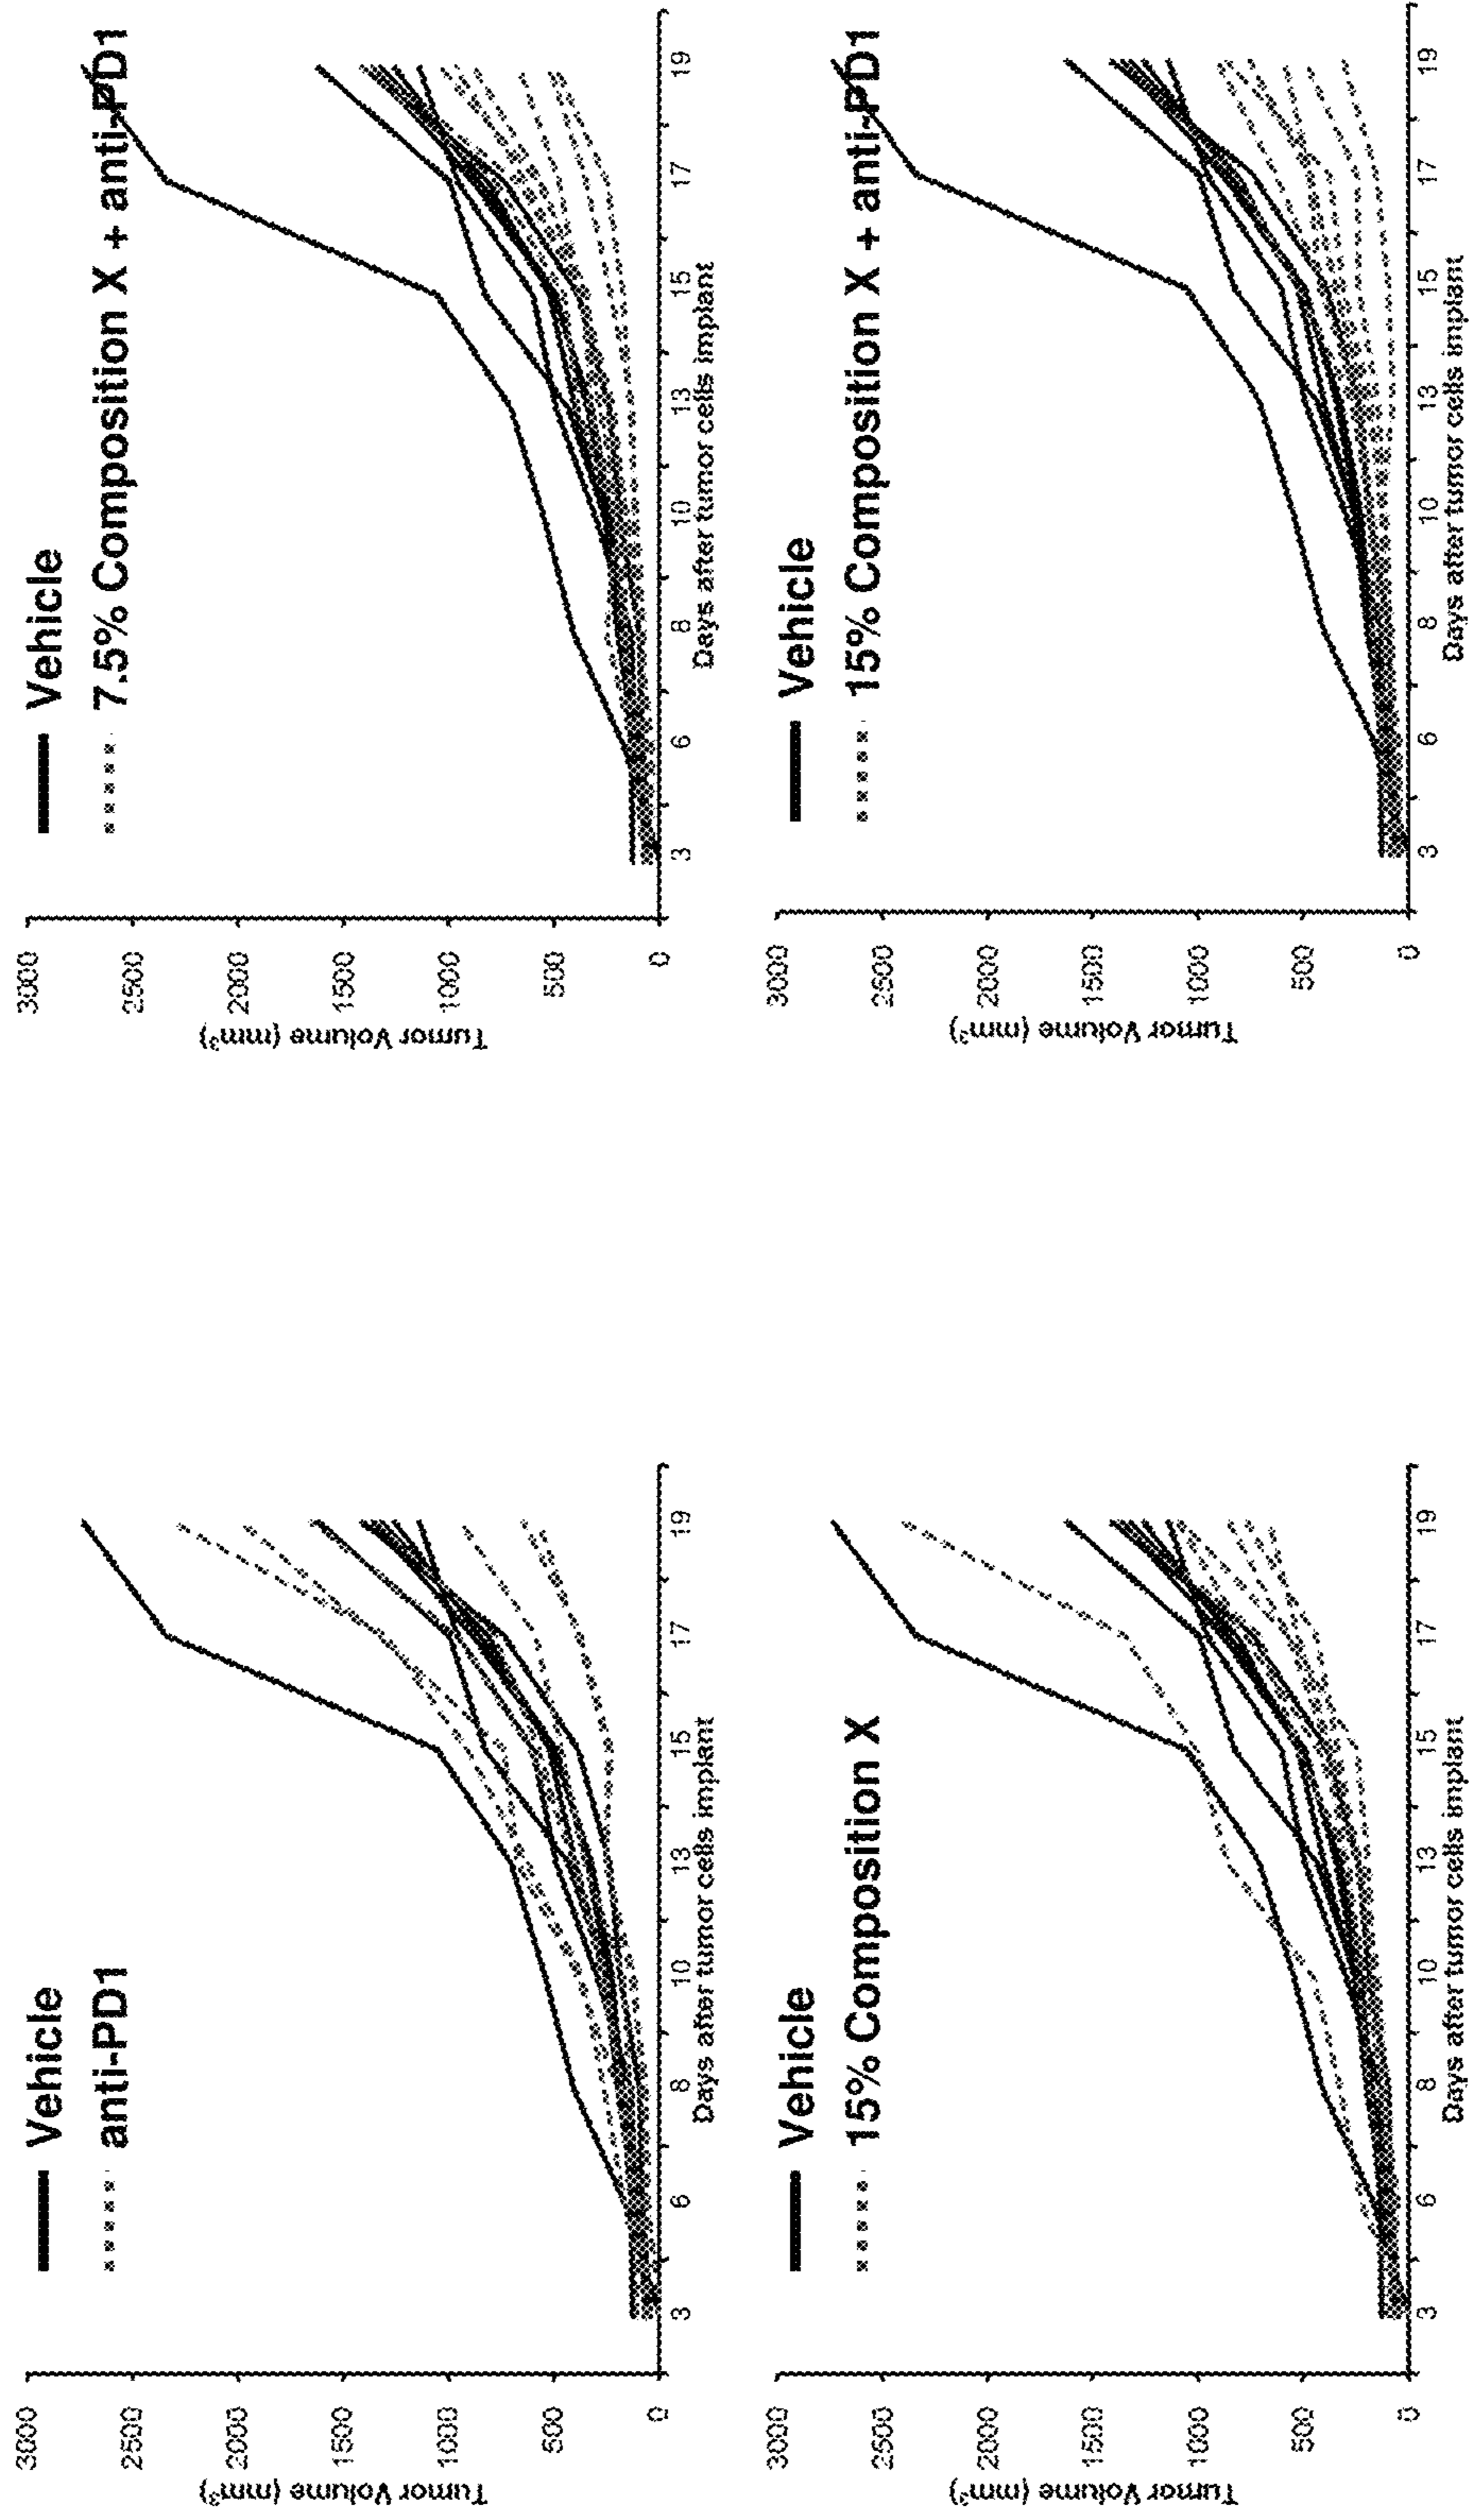 Vehicle
anti-PD1
Tumor Volume (mm³)
3000
2500
2000
1500
1000
500
0
3 6 8 10 13 15 17 19
Days after tumor cells implant
Vehicle
7.5% Composition X + anti-PD1
Tumor Volume (mm³)
3000
2500
2000
1500
1000
500
0
3 6 8 10 13 15 17 19
Days after tumor cells implant
Vehicle
15% Composition X
Tumor Volume (mm³)
3000
2500
2000
1500
1000
500
0
3 6 8 10 13 15 17 19
Days after tumor cells implant
Vehicle
15% Composition X + anti-PD1
Tumor Volume (mm³)
3000
2500
2000
1500
1000
500
0
3 6 8 10 13 15 17 19
Days after tumor cells implant